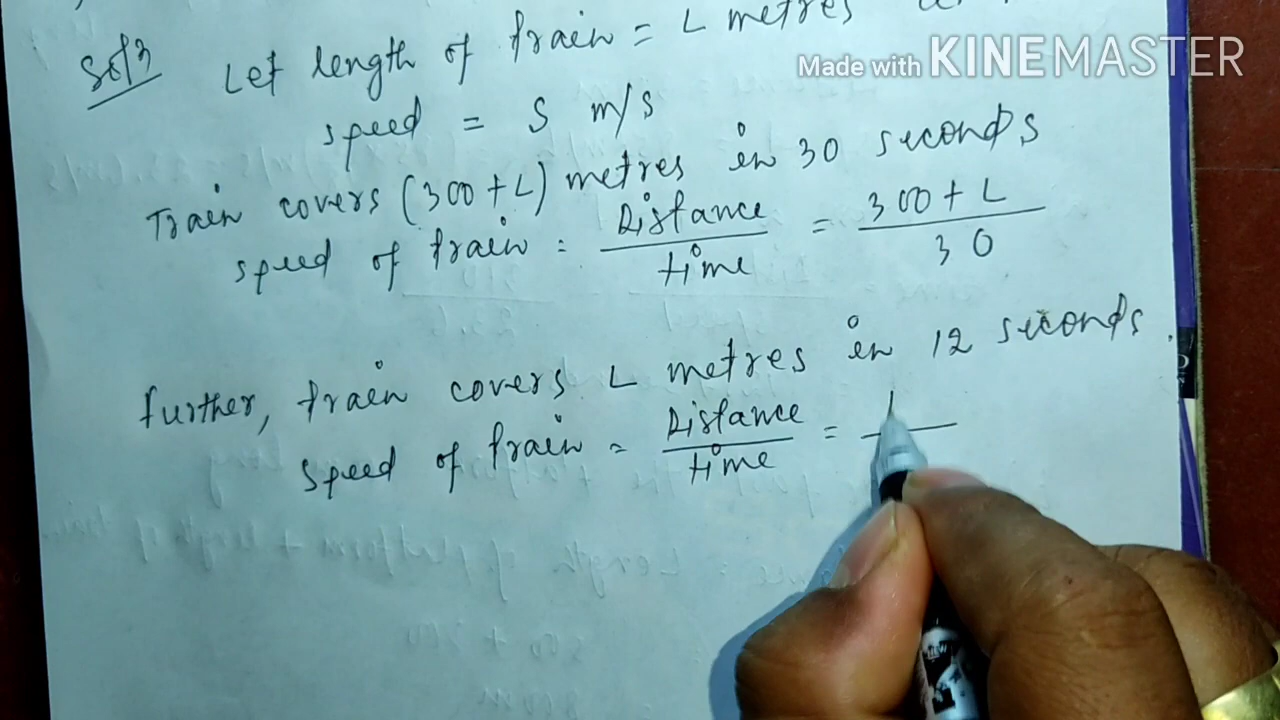 Made with KINEMASTER
Sol3 Let length of train = L metres
speed = S m/s
Train covers (300 + L) metres in 30 seconds
speed of train = Distance / time = 300 + L / 30
further, train covers L metres in 12 seconds.
speed of train = Distance / time =